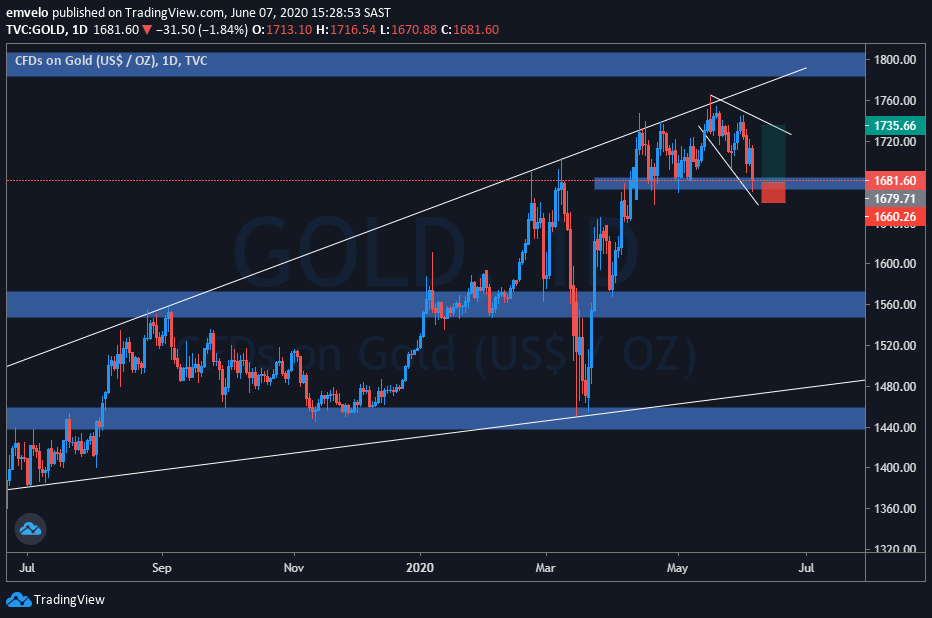 emvelo published on TradingView.com, June 07, 2020 15:28:53 SAST
TVC:GOLD, 1D 1681.60 ▼ −31.50 (−1.84%) O:1713.10 H:1716.54 L:1670.88 C:1681.60
CFDs on Gold (US$ / OZ), 1D, TVC
1800.00
1760.00
1735.66
1720.00
1681.60
1679.71
1660.26
GOLD, 1D
1600.00
1560.00
CFDs on Gold (US$ / OZ)
1520.00
1480.00
1440.00
1400.00
1360.00
1320.00
Jul Sep Nov 2020 Mar May Jul
TradingView